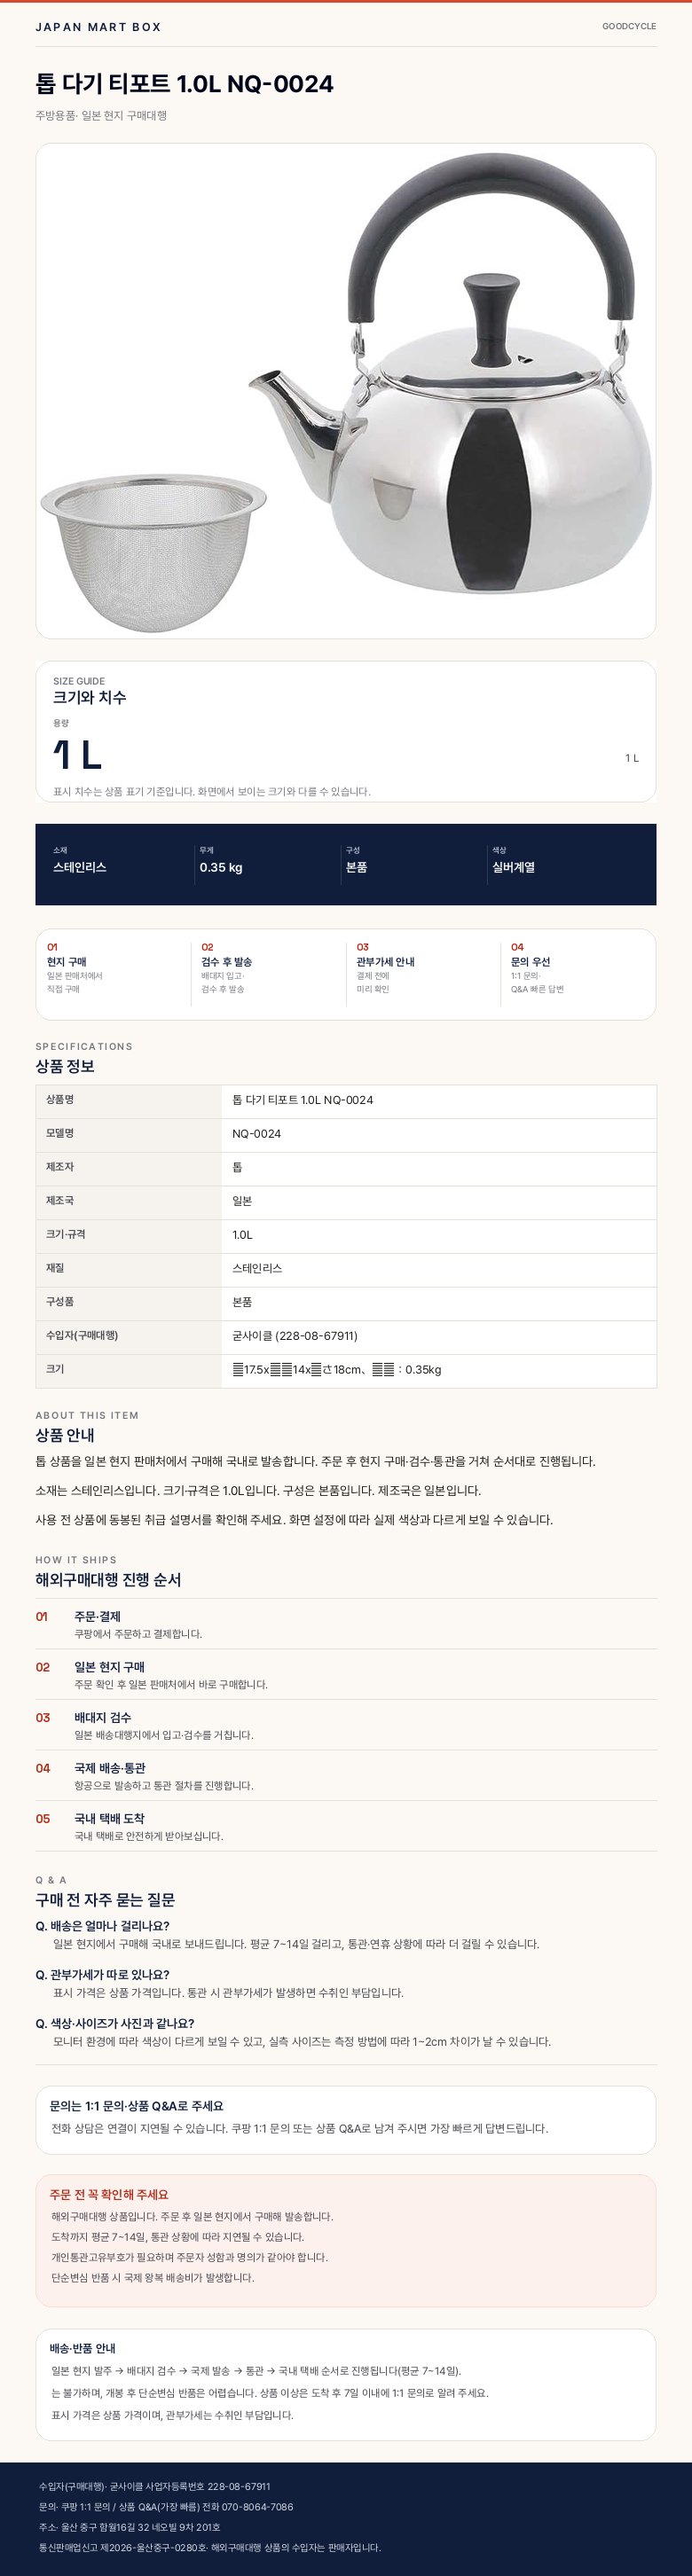 JAPAN MART BOX
GOODCYCLE
톱 다기 티포트 1.0L NQ-0024
주방용품· 일본 현지 구매대행
SIZE GUIDE
크기와 치수
용량
1 L
1 L
표시 치수는 상품 표기 기준입니다. 화면에서 보이는 크기와 다를 수 있습니다.
소재
스테인리스
무게
0.35 kg
구성
본품
색상
실버계열
01
현지 구매
일본 판매처에서
직접 구매
02
검수 후 발송
배대지 입고·
검수 후 발송
03
관부가세 안내
결제 전에
미리 확인
04
문의 우선
1:1 문의·
Q&A 빠른 답변
SPECIFICATIONS
상품 정보
상품명 톱 다기 티포트 1.0L NQ-0024
모델명 NQ-0024
제조자 톱
제조국 일본
크기·규격 1.0L
재질 스테인리스
구성품 본품
수입자(구매대행) 굳사이클 (228-08-67911)
크기 17.5x14xさ18cm、：0.35kg
ABOUT THIS ITEM
상품 안내
톱 상품을 일본 현지 판매처에서 구매해 국내로 발송합니다. 주문 후 현지 구매·검수·통관을 거쳐 순서대로 진행됩니다.
소재는 스테인리스입니다. 크기·규격은 1.0L입니다. 구성은 본품입니다. 제조국은 일본입니다.
사용 전 상품에 동봉된 취급 설명서를 확인해 주세요. 화면 설정에 따라 실제 색상과 다르게 보일 수 있습니다.
HOW IT SHIPS
해외구매대행 진행 순서
01 주문·결제
쿠팡에서 주문하고 결제합니다.
02 일본 현지 구매
주문 확인 후 일본 판매처에서 바로 구매합니다.
03 배대지 검수
일본 배송대행지에서 입고·검수를 거칩니다.
04 국제 배송·통관
항공으로 발송하고 통관 절차를 진행합니다.
05 국내 택배 도착
국내 택배로 안전하게 받아보십니다.
Q & A
구매 전 자주 묻는 질문
Q. 배송은 얼마나 걸리나요?
일본 현지에서 구매해 국내로 보내드립니다. 평균 7~14일 걸리고, 통관·연휴 상황에 따라 더 걸릴 수 있습니다.
Q. 관부가세가 따로 있나요?
표시 가격은 상품 가격입니다. 통관 시 관부가세가 발생하면 수취인 부담입니다.
Q. 색상·사이즈가 사진과 같나요?
모니터 환경에 따라 색상이 다르게 보일 수 있고, 실측 사이즈는 측정 방법에 따라 1~2cm 차이가 날 수 있습니다.
문의는 1:1 문의·상품 Q&A로 주세요
전화 상담은 연결이 지연될 수 있습니다. 쿠팡 1:1 문의 또는 상품 Q&A로 남겨 주시면 가장 빠르게 답변드립니다.
주문 전 꼭 확인해 주세요
해외구매대행 상품입니다. 주문 후 일본 현지에서 구매해 발송합니다.
도착까지 평균 7~14일, 통관 상황에 따라 지연될 수 있습니다.
개인통관고유부호가 필요하며 주문자 성함과 명의가 같아야 합니다.
단순변심 반품 시 국제 왕복 배송비가 발생합니다.
배송·반품 안내
일본 현지 발주 → 배대지 검수 → 국제 발송 → 통관 → 국내 택배 순서로 진행됩니다(평균 7~14일).
는 불가하며, 개봉 후 단순변심 반품은 어렵습니다. 상품 이상은 도착 후 7일 이내에 1:1 문의로 알려 주세요.
표시 가격은 상품 가격이며, 관부가세는 수취인 부담입니다.
수입자(구매대행)· 굳사이클 사업자등록번호 228-08-67911
문의· 쿠팡 1:1 문의 / 상품 Q&A(가장 빠름) 전화 070-8064-7086
주소· 울산 중구 함월16길 32 네오빌 9차 201호
통신판매업신고 제2026-울산중구-0280호· 해외구매대행 상품의 수입자는 판매자입니다.